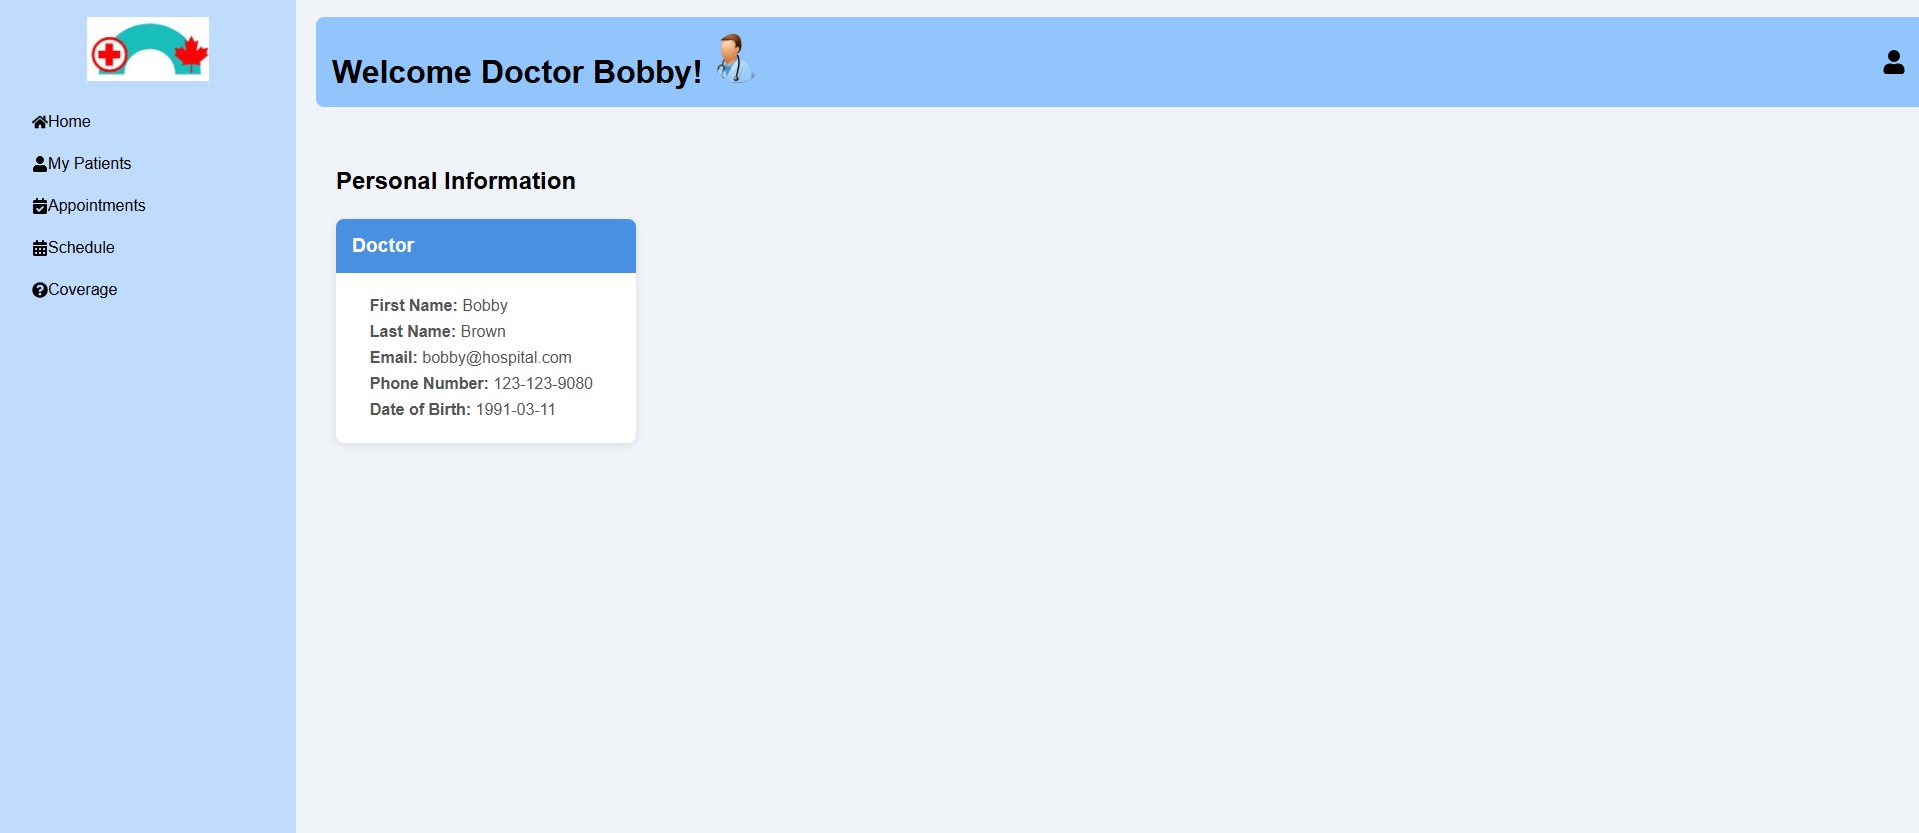 Home
My Patients
Appointments
Schedule
Coverage
Welcome Doctor Bobby!
Personal Information
Doctor
First Name: Bobby
Last Name: Brown
Email: bobby@hospital.com
Phone Number: 123-123-9080
Date of Birth: 1991-03-11